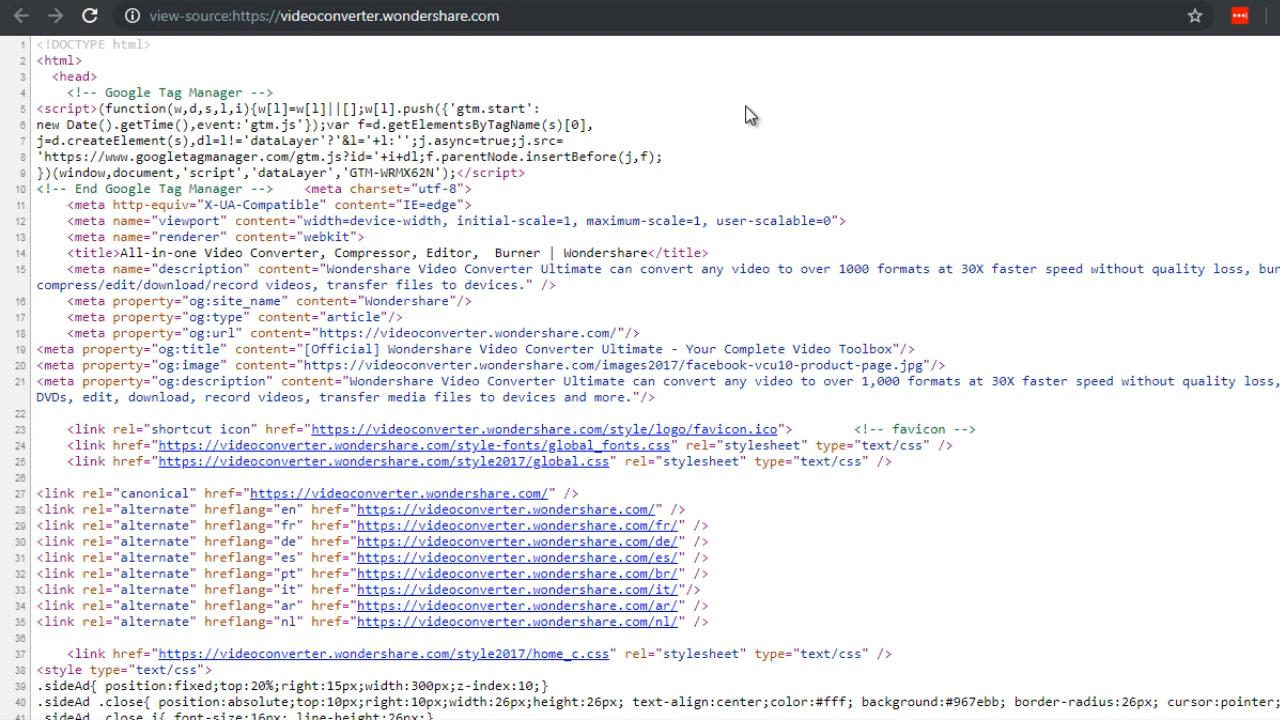 view-source:https://videoconverter.wondershare.com
1 <!DOCTYPE html>
2 <html>
3 <head>
4 <!-- Google Tag Manager -->
5 <script>(function(w,d,s,l,i){w[l]=w[l]||[];w[l].push({'gtm.start':
6 new Date().getTime(),event:'gtm.js'});var f=d.getElementsByTagName(s)[0],
7 j=d.createElement(s),dl=l!='dataLayer'?'&l='+l:'';j.async=true;j.src=
8 'https://www.googletagmanager.com/gtm.js?id='+i+dl;f.parentNode.insertBefore(j,f);
9 })(window,document,'script','dataLayer','GTM-WRMX62N');</script>
10 <!-- End Google Tag Manager --> <meta charset="utf-8">
11 <meta http-equiv="X-UA-Compatible" content="IE=edge">
12 <meta name="viewport" content="width=device-width, initial-scale=1, maximum-scale=1, user-scalable=0">
13 <meta name="renderer" content="webkit">
14 <title>All-in-one Video Converter, Compressor, Editor,  Burner | Wondershare</title>
15 <meta name="description" content="Wondershare Video Converter Ultimate can convert any video to over 1000 formats at 30X faster speed without quality loss, bur
compress/edit/download/record videos, transfer files to devices." />
16 <meta property="og:site_name" content="Wondershare"/>
17 <meta property="og:type" content="article"/>
18 <meta property="og:url" content="https://videoconverter.wondershare.com/"/>
19 <meta property="og:title" content="[Official] Wondershare Video Converter Ultimate - Your Complete Video Toolbox"/>
20 <meta property="og:image" content="https://videoconverter.wondershare.com/images2017/facebook-vcu10-product-page.jpg"/>
21 <meta property="og:description" content="Wondershare Video Converter Ultimate can convert any video to over 1,000 formats at 30X faster speed without quality loss,
DVDs, edit, download, record videos, transfer media files to devices and more."/>
22
23 <link rel="shortcut icon" href="https://videoconverter.wondershare.com/style/logo/favicon.ico"> <!-- favicon -->
24 <link href="https://videoconverter.wondershare.com/style-fonts/global_fonts.css" rel="stylesheet" type="text/css" />
25 <link href="https://videoconverter.wondershare.com/style2017/global.css" rel="stylesheet" type="text/css" />
26
27 <link rel="canonical" href="https://videoconverter.wondershare.com/" />
28 <link rel="alternate" hreflang="en" href="https://videoconverter.wondershare.com/" />
29 <link rel="alternate" hreflang="fr" href="https://videoconverter.wondershare.com/fr/" />
30 <link rel="alternate" hreflang="de" href="https://videoconverter.wondershare.com/de/" />
31 <link rel="alternate" hreflang="es" href="https://videoconverter.wondershare.com/es/" />
32 <link rel="alternate" hreflang="pt" href="https://videoconverter.wondershare.com/br/" />
33 <link rel="alternate" hreflang="it" href="https://videoconverter.wondershare.com/it/"/>
34 <link rel="alternate" hreflang="ar" href="https://videoconverter.wondershare.com/ar/" />
35 <link rel="alternate" hreflang="nl" href="https://videoconverter.wondershare.com/nl/" />
36
37 <link href="https://videoconverter.wondershare.com/style2017/home_c.css" rel="stylesheet" type="text/css" />
38 <style type="text/css">
39 .sideAd{ position:fixed;top:20%;right:15px;width:300px;z-index:10;}
40 .sideAd .close{ position:absolute;top:10px;right:10px;width:26px;height:26px; text-align:center;color:#fff; background:#967ebb; border-radius:26px; cursor:pointer;
41 .sideAd .close i{ font-size:16px; line-height:26px;}